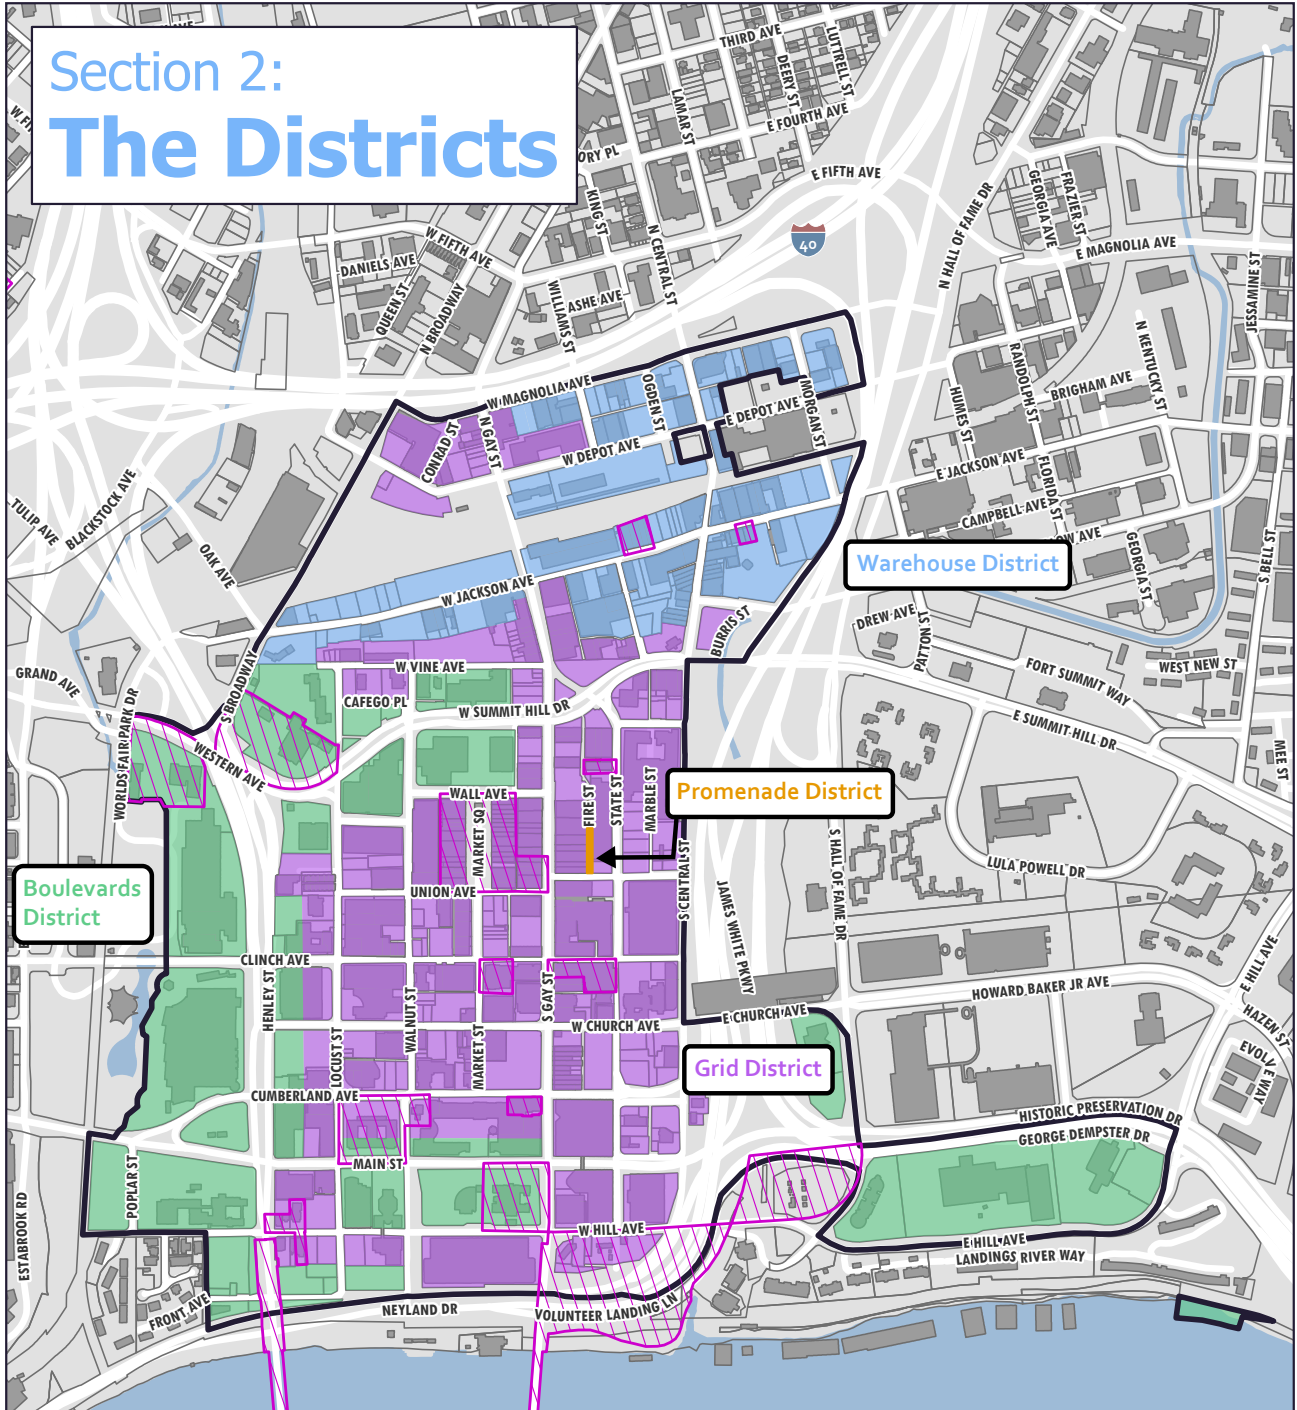 Section 2:
The Districts
THIRD AVE
LUTTRELL ST
DEERY ST
LAMAR ST
E FOURTH AVE
ORY PL
E FIFTH AVE
KING ST
FRAZIER ST
GEORGIA AVE
N HALL OF FAME DR
W FIFTH AVE
N CENTRAL ST
40
E MAGNOLIA AVE
DANIELS AVE
QUEEN ST
N BROADWAY
WILLIAMS ST
ASHE AVE
JESSAMINE ST
N KENTUCKY ST
RANDOLPH ST
BRIGHAM AVE
HUMES ST
W MAGNOLIA AVE
OGDEN ST
E DEPOT AVE
MORGAN ST
CONRAD ST
N GAY ST
W DEPOT AVE
E JACKSON AVE
FLORIDA ST
CAMPBELL AVE
OW AVE
GEORGIA ST
S BELL ST
TULIP AVE
BLACKSTOCK AVE
OAK AVE
Warehouse District
W JACKSON AVE
BURRIS ST
DREW AVE
PATTON ST
WEST NEW ST
FORT SUMMIT WAY
GRAND AVE
S BROADWAY
W VINE AVE
CAFEGO PL
W SUMMIT HILL DR
E SUMMIT HILL DR
WORLDS FAIR PARK DR
WESTERN AVE
MEE ST
WALL AVE
MARKET SQ
FIRE ST
STATE ST
MARBLE ST
Promenade District
Boulevards
District
UNION AVE
S CENTRAL ST
JAMES WHITE PKWY
S HALL OF FAME DR
LULA POWELL DR
CLINCH AVE
HENLEY ST
WALNUT ST
S GAY ST
HOWARD BAKER JR AVE
E HILL AVE
HAZEN ST
E CHURCH AVE
W CHURCH AVE
LOCUST ST
MARKET ST
Grid District
EVOLVE WAY
CUMBERLAND AVE
HISTORIC PRESERVATION DR
GEORGE DEMPSTER DR
MAIN ST
POPLAR ST
ESTABROOK RD
W HILL AVE
E HILL AVE
LANDINGS RIVER WAY
FRONT AVE
NEYLAND DR
VOLUNTEER LANDING LN